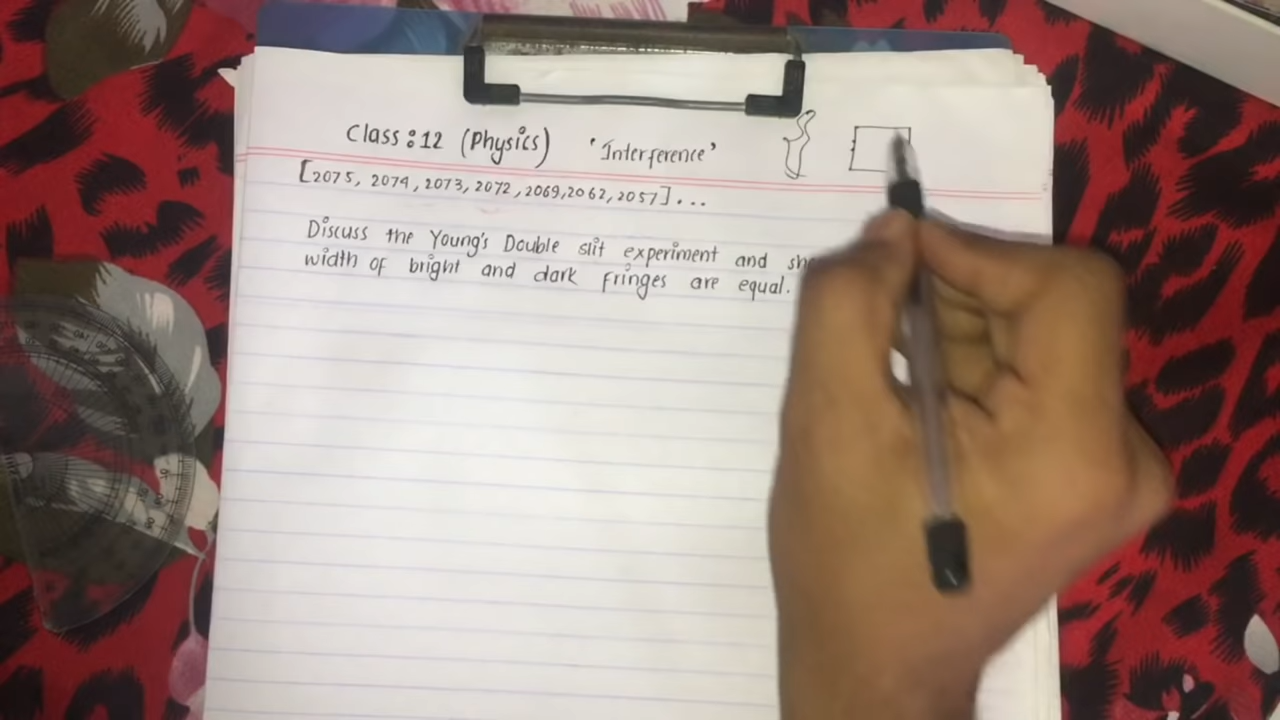 Class:12 (Physics) 'Interference'
[2075, 2074, 2073, 2072, 2069, 2062, 2057]...
Discuss the Young's Double slit experiment and
width of bright and dark fringes are equal.